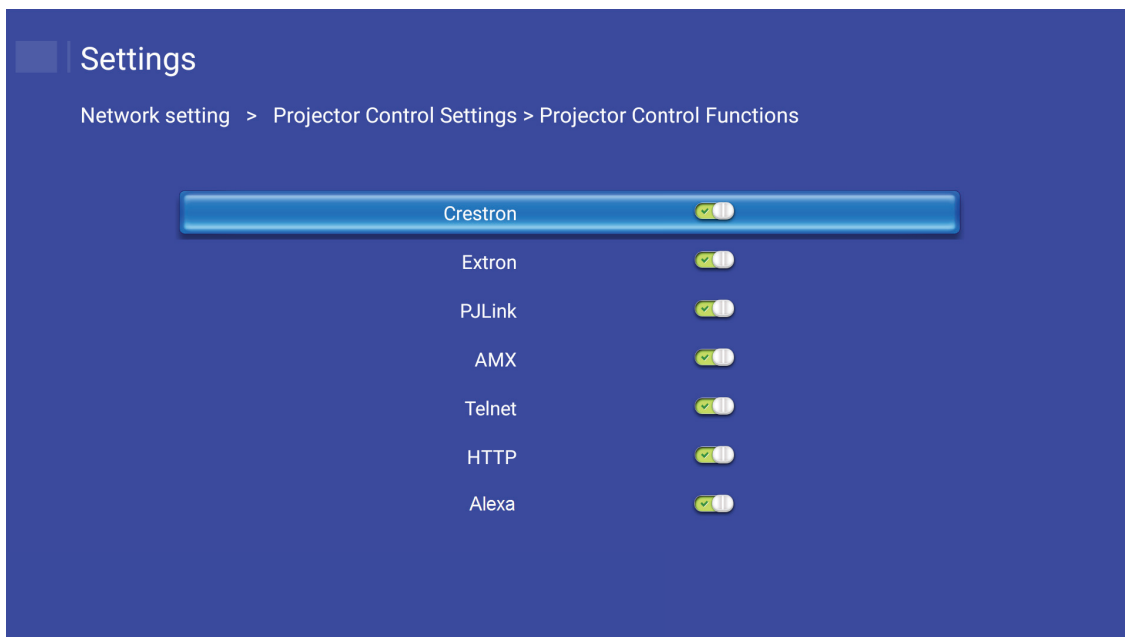 Settings
Network setting > Projector Control Settings > Projector Control Functions
Crestron
Extron
PJLink
AMX
Telnet
HTTP
Alexa